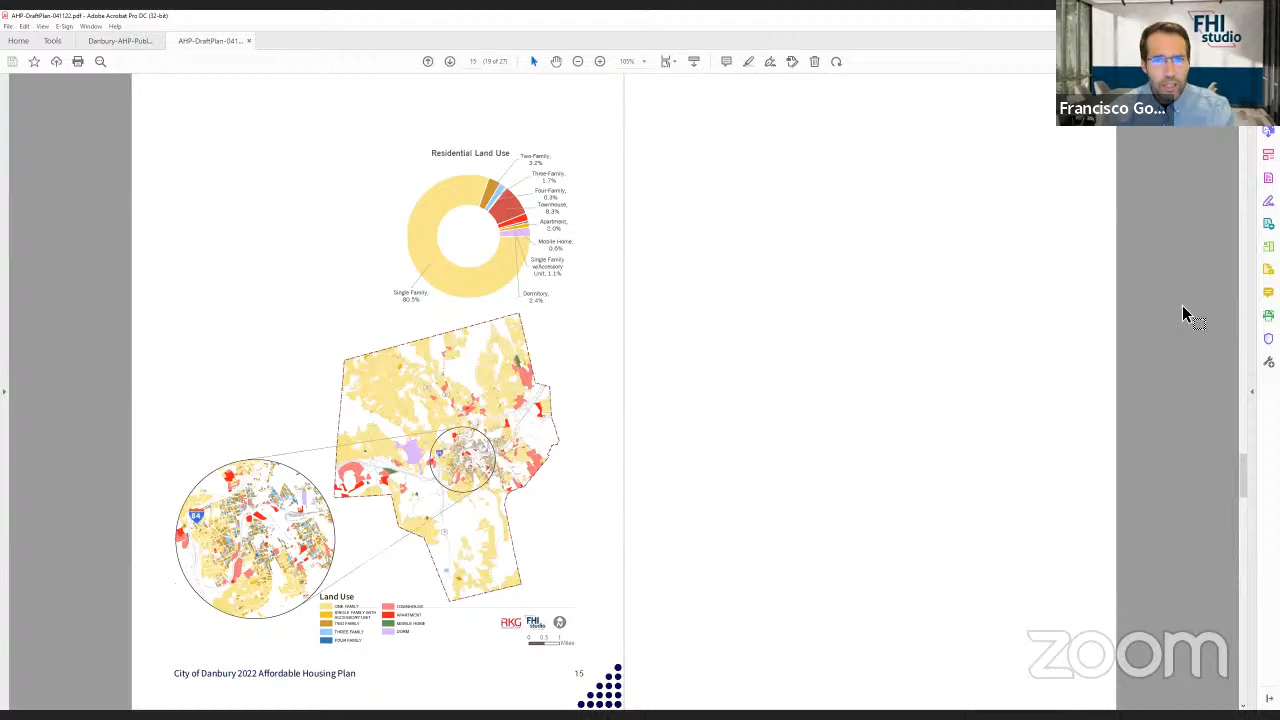 AHP-DraftPlan-041122.pdf - Adobe Acrobat Pro DC (32-bit)
File Edit View E-Sign Window Help
Home Tools Danbury-AHP-Publ... AHP-DraftPlan-041... ×
15 (19 of 27) 105%
FHI
studio
Francisco Go...
Residential Land Use
Two-Family,
3.2%
Three-Family,
1.7%
Four-Family,
0.3%
Townhouse,
8.3%
Apartment,
2.0%
Mobile Home,
0.6%
Single Family
w/Accessory
Unit, 1.1%
Dormitory,
2.4%
Single Family,
80.5%
84
Land Use
ONE FAMILY
SINGLE FAMILY WITH
ACCESSORY UNIT
TWO FAMILY
THREE FAMILY
FOUR FAMILY
TOWNHOUSE
APARTMENT
MOBILE HOME
DORM
RKG FHI
studio
0 0.5 1
Miles
City of Danbury 2022 Affordable Housing Plan 15
zoom